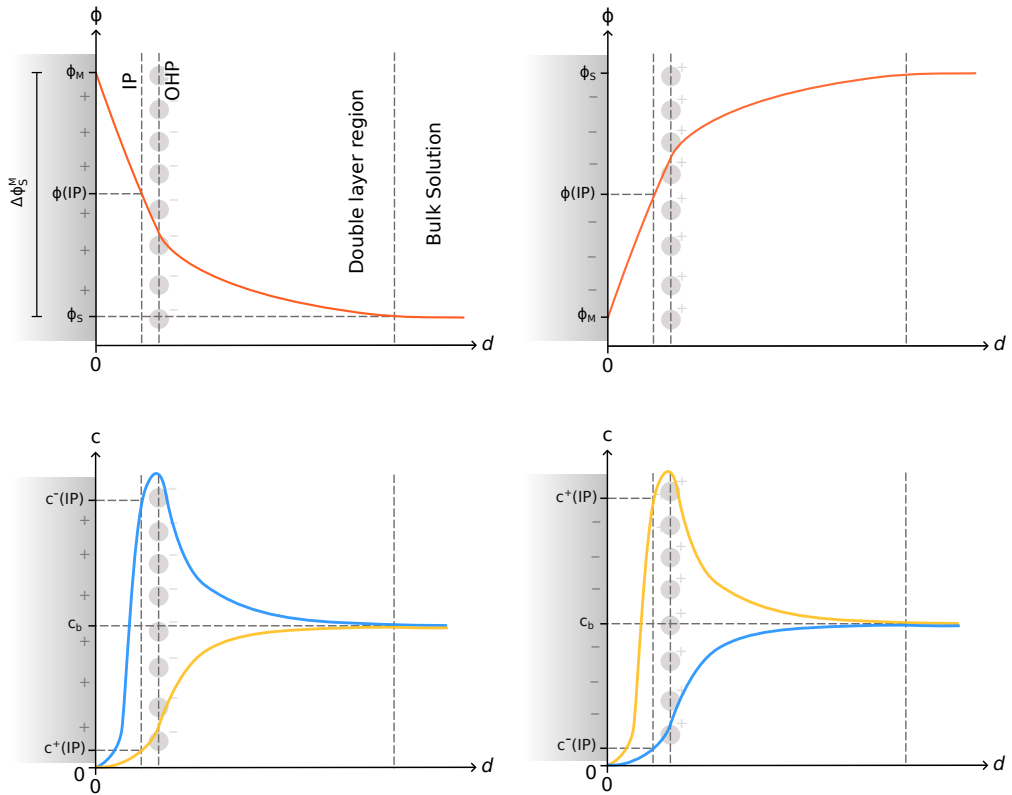 ϕ
ϕM
IP
OHP
ΔϕSM
ϕ(IP)
Double layer region
Bulk Solution
ϕS
0
d
+
+
+
+
+
+
−
−
−
−
ϕ
ϕS
ϕ(IP)
ϕM
0
d
−
−
−
−
−
−
+
+
+
+
+
+
+
+
c
c⁻(IP)
cb
c⁺(IP)
0
0
d
+
+
+
+
+
+
−
−
−
−
−
c
c⁺(IP)
cb
c⁻(IP)
0
0
d
−
−
−
−
−
−
+
+
+
+
+
+
+
+